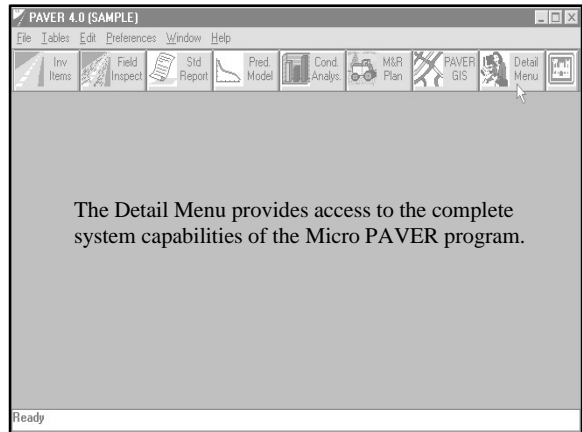 PAVER 4.0 (SAMPLE)
File Tables Edit Preferences Window Help
Inv Items
Field Inspect
Std Report
Pred. Model
Cond. Analys.
M&R Plan
PAVER GIS
Detail Menu
The Detail Menu provides access to the complete
system capabilities of the Micro PAVER program.
Ready